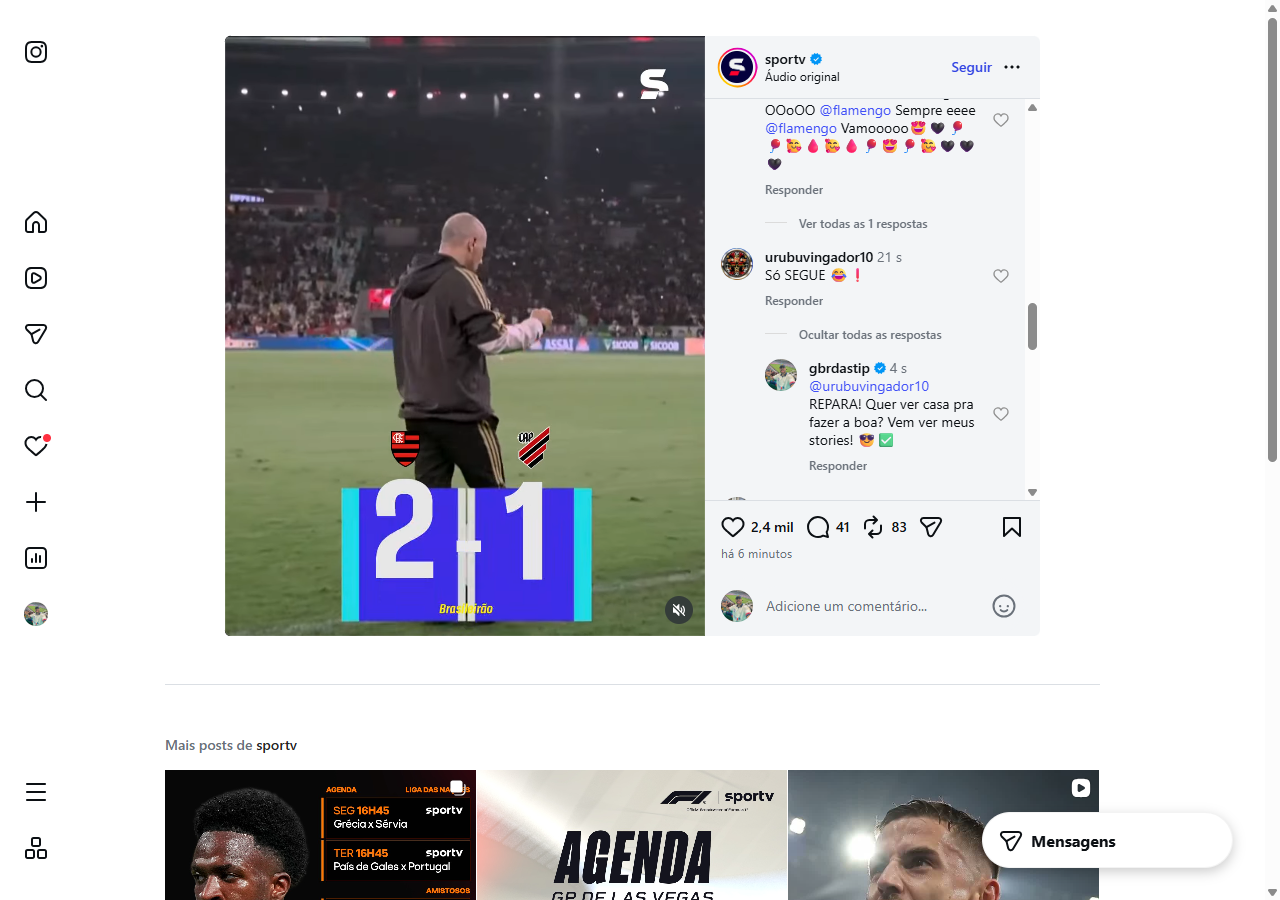 sportv
Áudio original
Seguir
OOoOO @flamengo Sempre eeee
@flamengo Vamooooo
Responder
Ver todas as 1 respostas
urubuvingador10 21 s
Só SEGUE 😂❗
Responder
Ocultar todas as respostas
gbrdastip 4 s
@urubuvingador10
REPARA! Quer ver casa pra
fazer a boa? Vem ver meus
stories! 😎✅
Responder
2,4 mil 41 83
há 6 minutos
Adicione um comentário...
ASSAÍ SICOOB SICOOB
CAP
2-1
Brasileirão
Mais posts de sportv
AGENDA
SEG 16H45 sportv
Grécia x Sérvia
TER 16H45 sportv
País de Gales x Portugal
AMISTOSOS
F1 sportv
AGENDA
GP DE LAS VEGAS
Mensagens